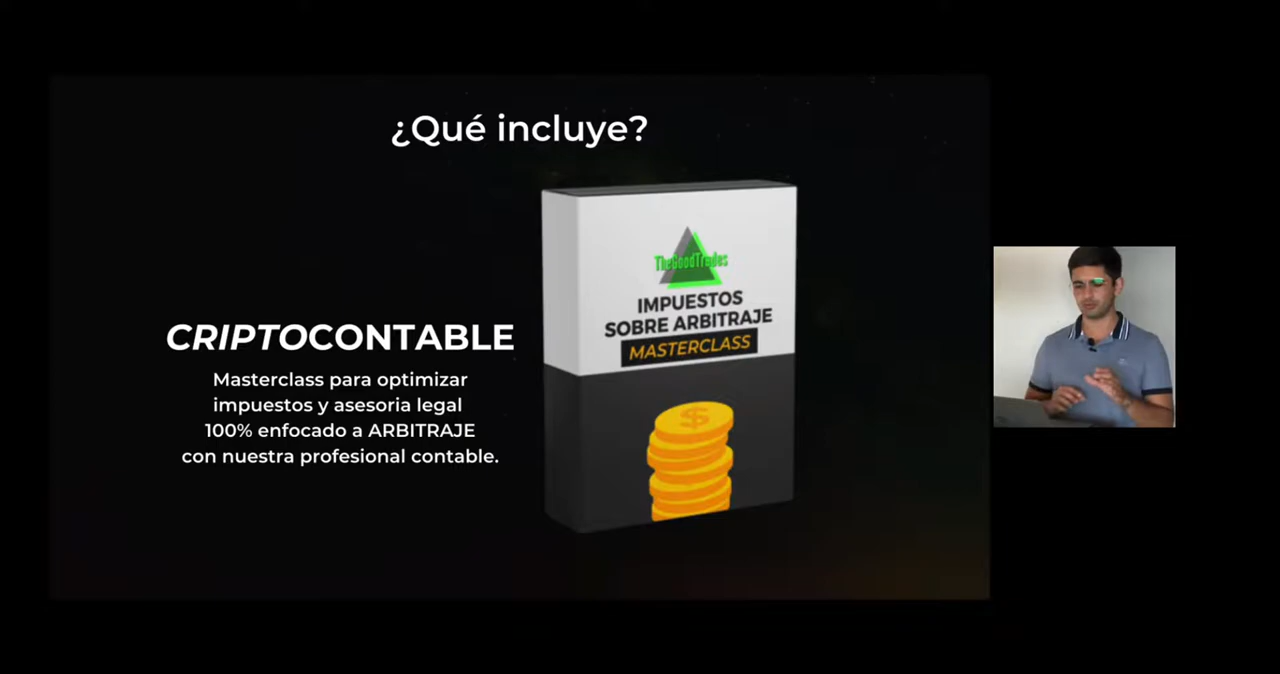 ¿Qué incluye?
TheGoodTrades
IMPUESTOS
SOBRE ARBITRAJE
MASTERCLASS
CRIPTOCONTABLE
Masterclass para optimizar
impuestos y asesoria legal
100% enfocado a ARBITRAJE
con nuestra profesional contable.
$